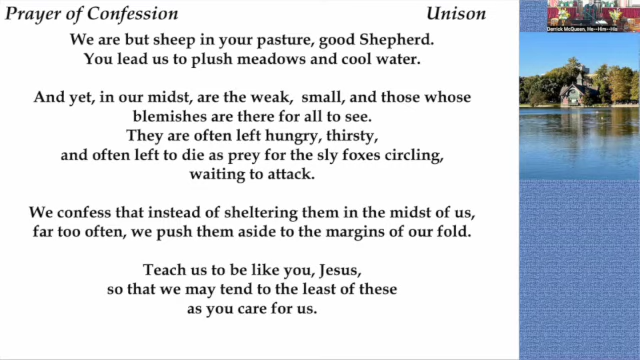 Prayer of Confession Unison
We are but sheep in your pasture, good Shepherd.
You lead us to plush meadows and cool water.
And yet, in our midst, are the weak, small, and those whose
blemishes are there for all to see.
They are often left hungry, thirsty,
and often left to die as prey for the sly foxes circling,
waiting to attack.
We confess that instead of sheltering them in the midst of us,
far too often, we push them aside to the margins of our fold.
Teach us to be like you, Jesus,
so that we may tend to the least of these
as you care for us.
Derrick McQueen, He~Him~His